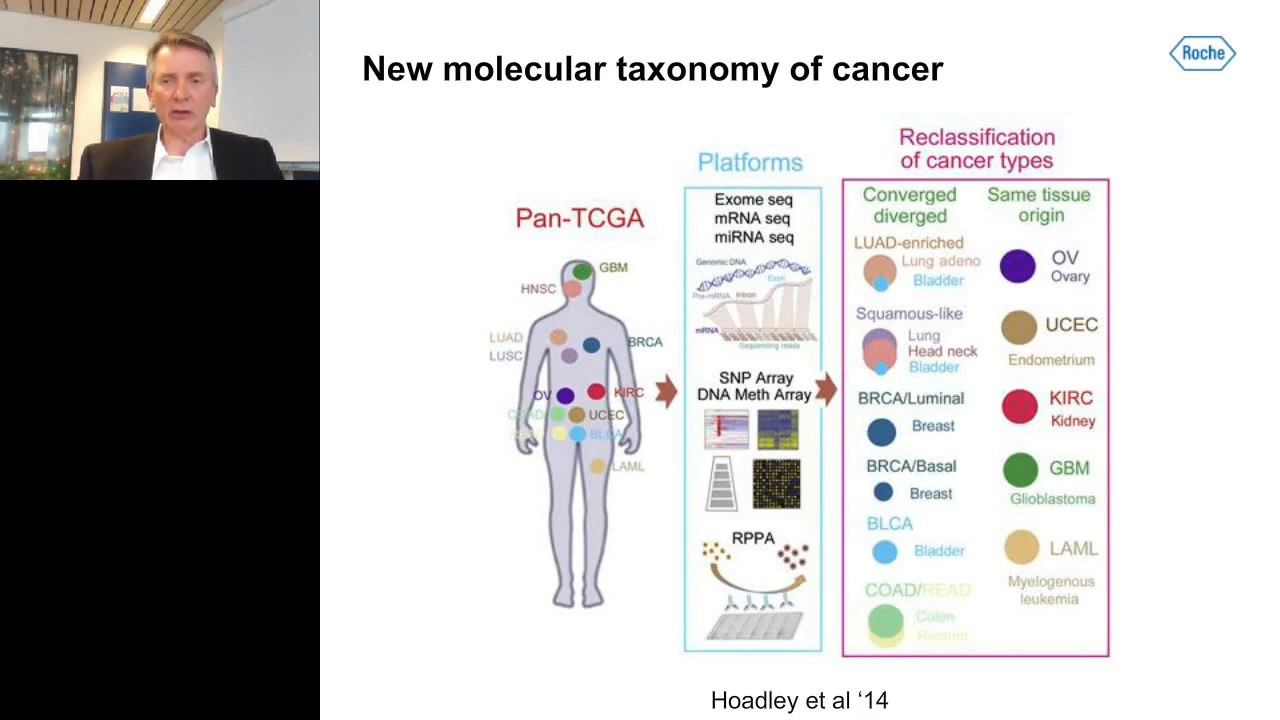 New molecular taxonomy of cancer
Roche
Pan-TCGA
GBM
HNSC
LUAD
LUSC
BRCA
OV
KIRC
COAD
UCEC
BLCA
LAML
Platforms
Exome seq
mRNA seq
miRNA seq
Genomic DNA
Exon
Pre-mRNA
Intron
mRNA
Sequencing reads
SNP Array
DNA Meth Array
RPPA
Reclassification
of cancer types
Converged
diverged
LUAD-enriched
Lung adeno
Bladder
Squamous-like
Lung
Head neck
Bladder
BRCA/Luminal
Breast
BRCA/Basal
Breast
BLCA
Bladder
COAD/READ
Colon
Rectum
Same tissue
origin
OV
Ovary
UCEC
Endometrium
KIRC
Kidney
GBM
Glioblastoma
LAML
Myelogenous
leukemia
Hoadley et al ‘14